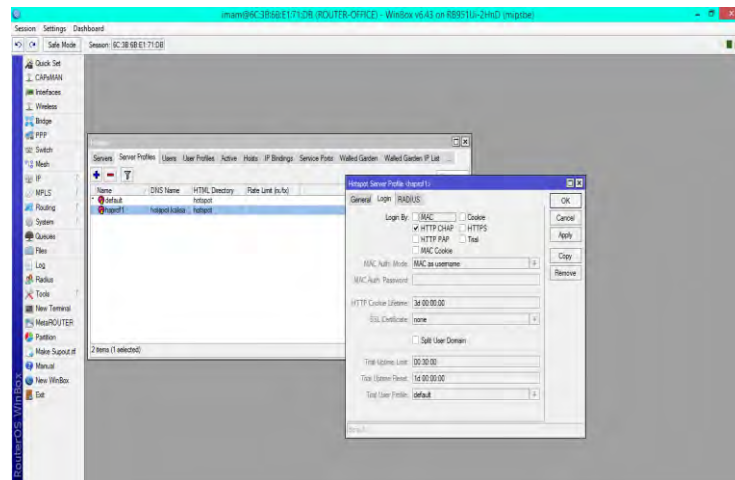 imam@6C:3B:6B:E1:71:DB (ROUTER-OFFICE) - WinBox v6.43 on RB951Ui-2HnD (mipsbe)
Session Settings Dashboard
Safe Mode Session: 6C:3B:6B:E1:71:DB
Quick Set
CAPsMAN
Interfaces
Wireless
Bridge
PPP
Switch
Mesh
IP
MPLS
Routing
System
Queues
Files
Log
Radius
Tools
New Terminal
MetaROUTER
Partition
Make Supout.rif
Manual
New WinBox
Exit
RouterOS WinBox
Servers Server Profiles Users User Profiles Active Hosts IP Bindings Service Ports Walled Garden Walled Garden IP List ...
Name DNS Name HTML Directory Rate Limit (rx/tx)
* default hotspot
hsprof1 hotspot
2 items (1 selected)
Hotspot Server Profile <hsprof1>
General Login RADIUS
Login By: MAC Cookie
HTTP CHAP HTTPS
HTTP PAP Trial
MAC Cookie
MAC Auth. Mode: MAC as username
MAC Auth. Password:
HTTP Cookie Lifetime: 3d 00:00:00
SSL Certificate: none
Split User Domain
Trial Uptime Limit: 00:30:00
Trial Uptime Reset: 1d 00:00:00
Trial User Profile: default
OK
Cancel
Apply
Copy
Remove